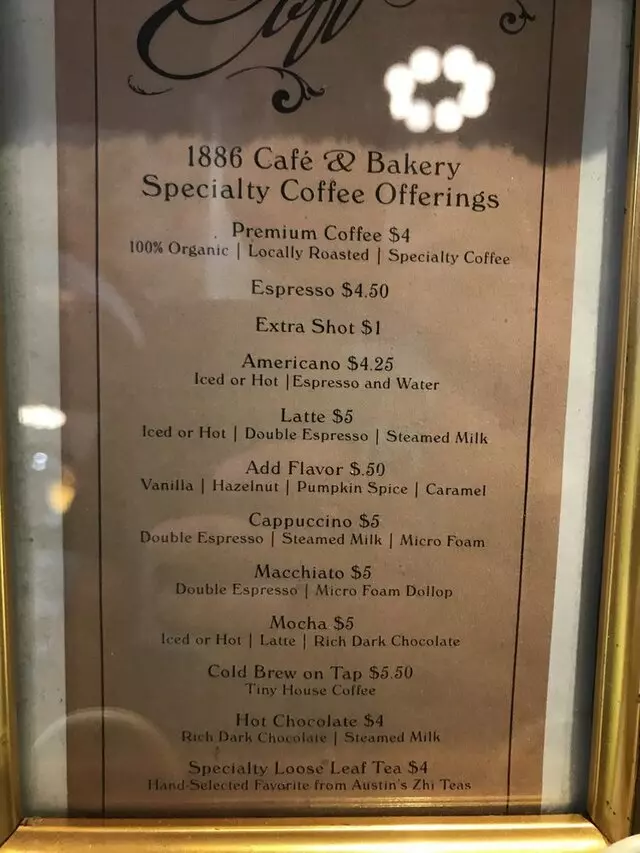 Coff
1886 Café & Bakery
Specialty Coffee Offerings
Premium Coffee $4
100% Organic | Locally Roasted | Specialty Coffee
Espresso $4.50
Extra Shot $1
Americano $4.25
Iced or Hot |Espresso and Water
Latte $5
Iced or Hot | Double Espresso | Steamed Milk
Add Flavor $.50
Vanilla | Hazelnut | Pumpkin Spice | Caramel
Cappuccino $5
Double Espresso | Steamed Milk | Micro Foam
Macchiato $5
Double Espresso | Micro Foam Dollop
Mocha $5
Iced or Hot | Latte | Rich Dark Chocolate
Cold Brew on Tap $5.50
Tiny House Coffee
Hot Chocolate $4
Rich Dark Chocolate | Steamed Milk
Specialty Loose Leaf Tea $4
Hand-Selected Favorite from Austin's Zhi Teas